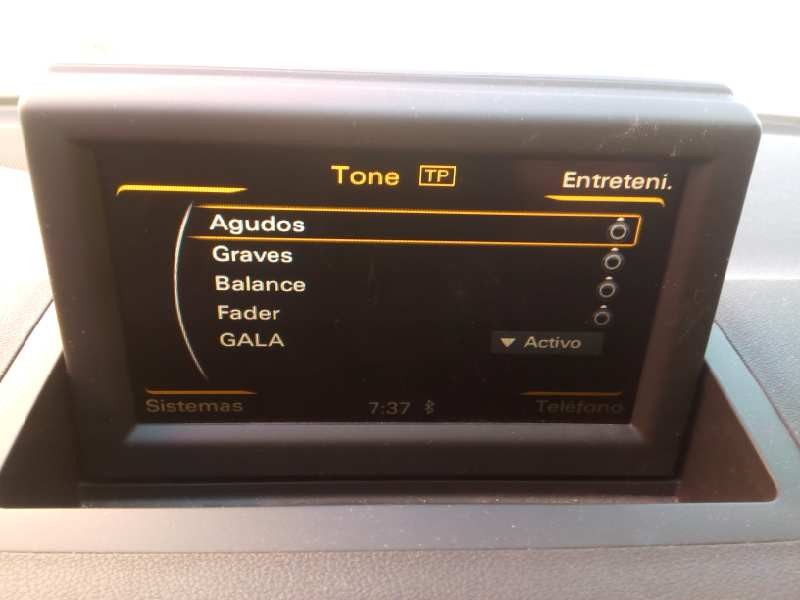 Tone TP
Entreteni.
Agudos
Graves
Balance
Fader
GALA
Activo
Sistemas
7:37
Teléfono